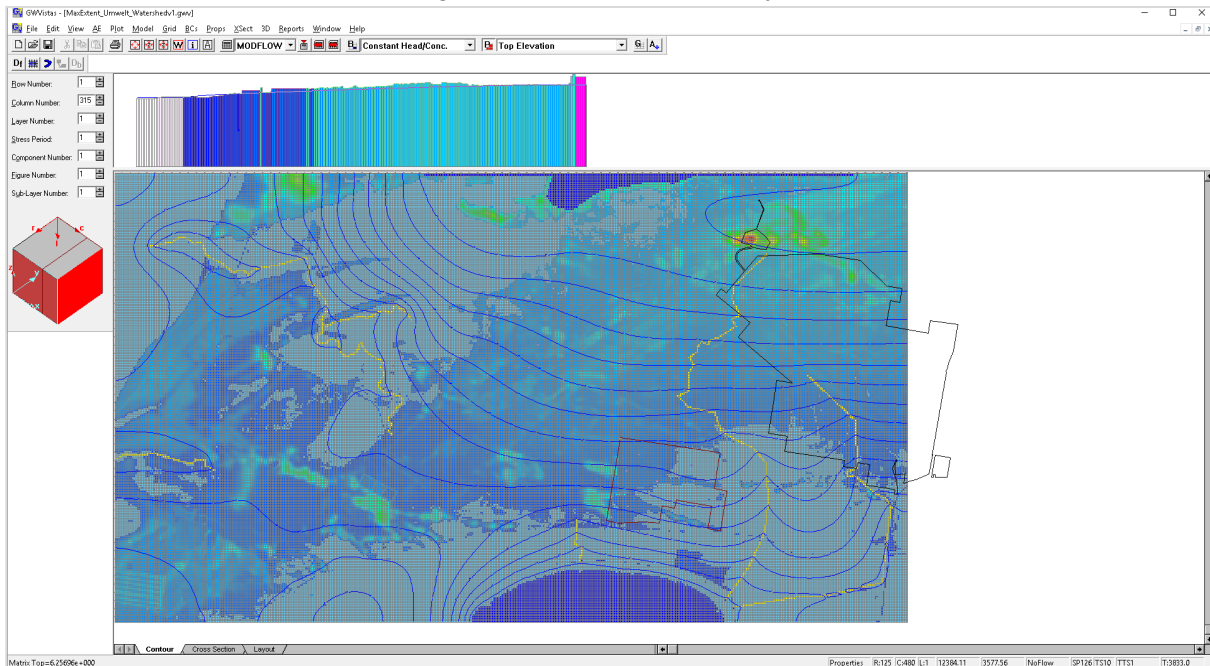 GWVistas - [MaxExtent_Umwelt_Watershedv1.gwv]
File Edit View AE Plot Model Grid BCs Props XSect 3D Reports Window Help
MODFLOW Constant Head/Conc. Top Elevation
Row Number: 1
Column Number: 315
Layer Number: 1
Stress Period: 1
Component Number: 1
Figure Number: 1
Sub-Layer Number: 1
r c
l
z y
x
Contour Cross Section Layout
Matrix Top=6.25696e+000 Properties R:125 C:480 L:1 12384.11 3577.56 NoFlow SP126 TS10 TTS1 T:3833.0